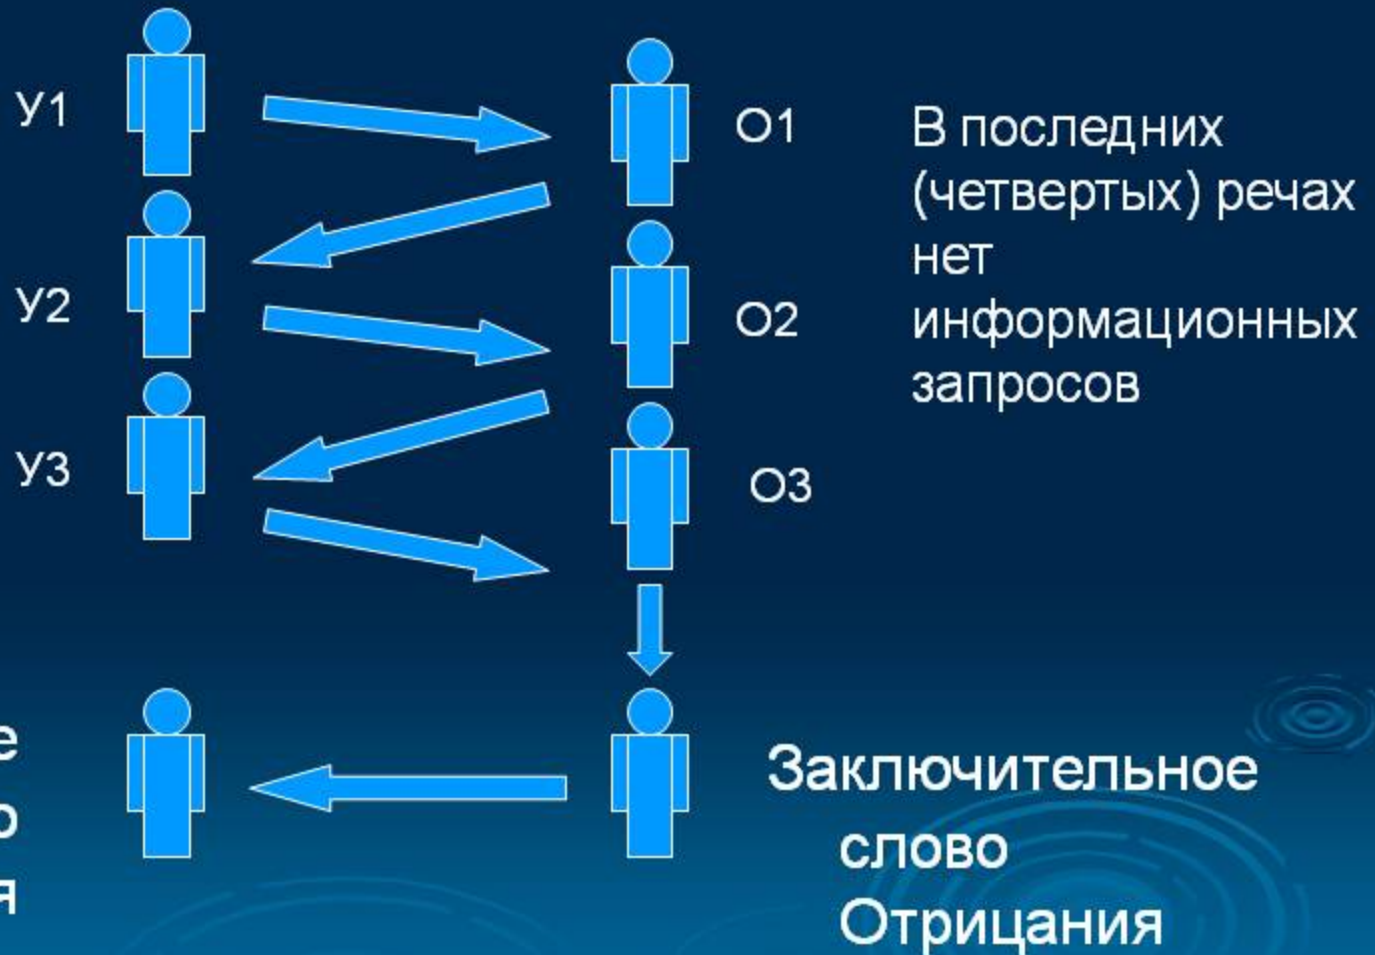 У1
О1
У2
О2
У3
О3
В последних
(четвертых) речах
нет
информационных
запросов
Заключительное
слово
Отрицания